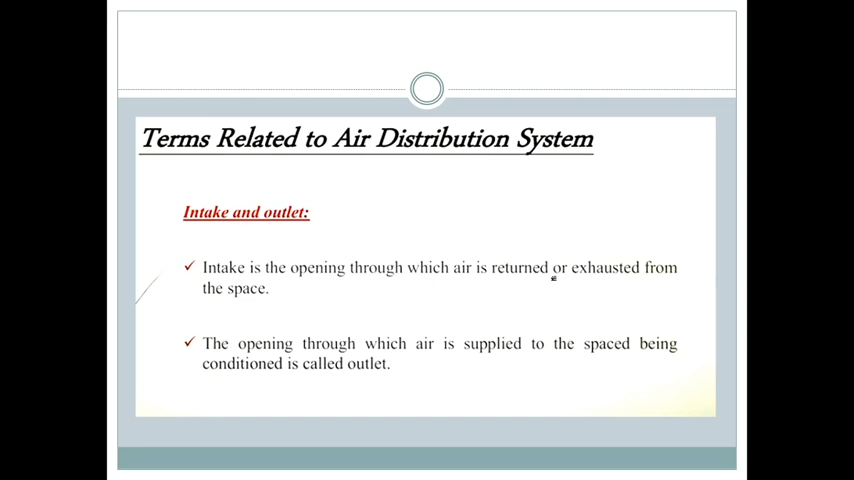 Terms Related to Air Distribution System
Intake and outlet:
✓ Intake is the opening through which air is returned or exhausted from
the space.
✓ The opening through which air is supplied to the spaced being
conditioned is called outlet.